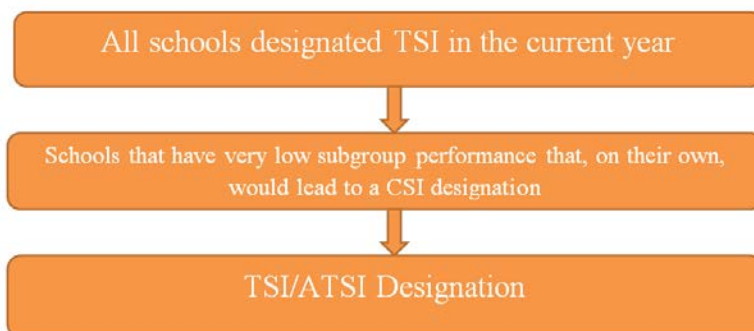 All schools designated TSI in the current year
Schools that have very low subgroup performance that, on their own,
would lead to a CSI designation
TSI/ATSI Designation